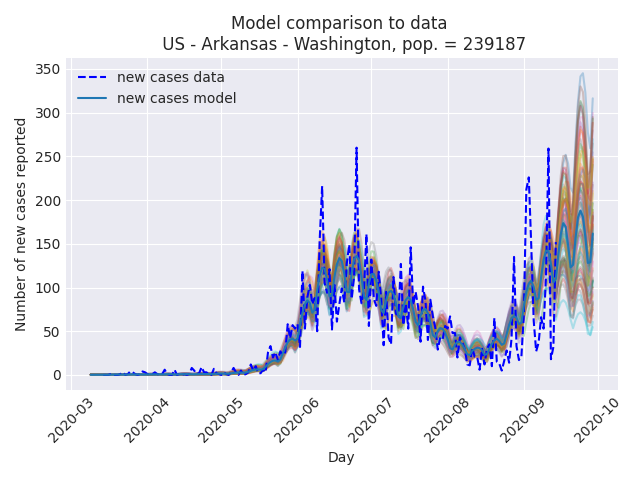 Model comparison to data
US - Arkansas - Washington, pop. = 239187
new cases data
new cases model
Number of new cases reported
350
300
250
200
150
100
50
0
2020-03
2020-04
2020-05
2020-06
2020-07
2020-08
2020-09
2020-10
Day